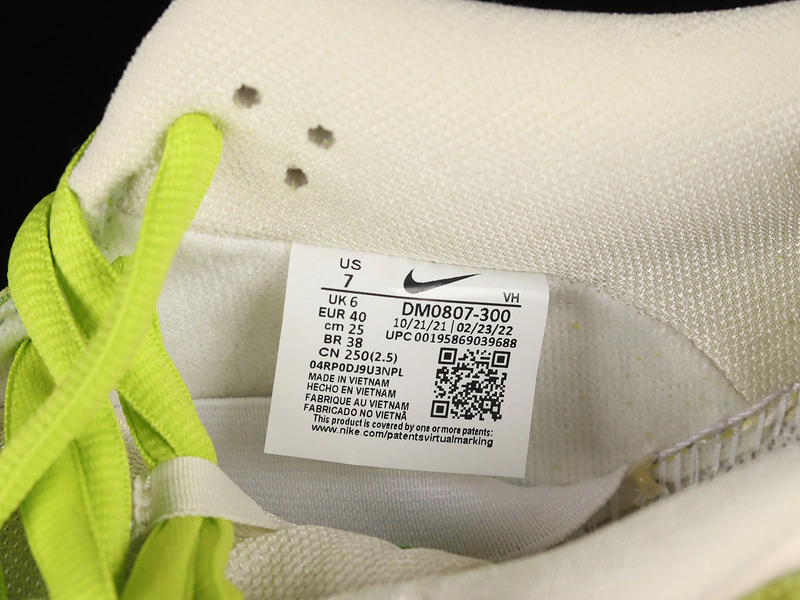 US
7
VH
UK 6
EUR 40
cm 25
BR 38
CN 250(2.5)
DM0807-300
10/21/21 | 02/23/22
UPC 00195869039688
04RP0DJ9U3NPL
MADE IN VIETNAM
HECHO EN VIETNAM
FABRIQUE AU VIETNAM
FABRICADO NO VIETNÃ
This product is covered by one or more patents:
www.nike.com/patentsvirtualmarking